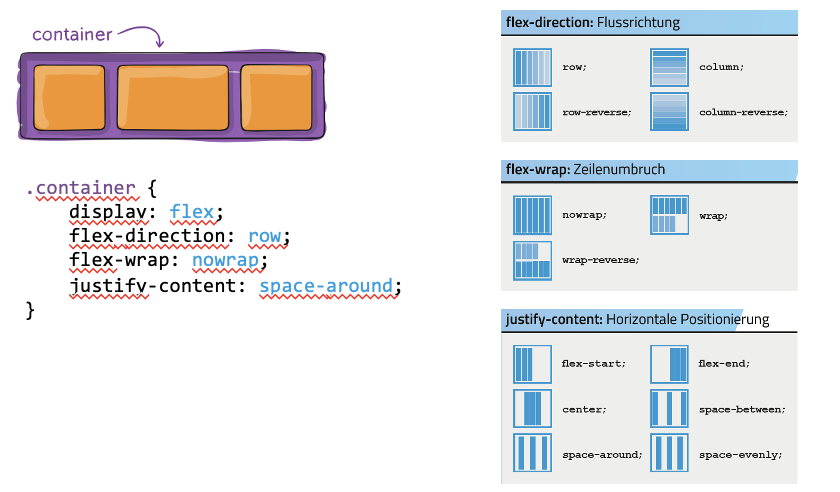 container
.container {
display: flex;
flex-direction: row;
flex-wrap: nowrap;
justify-content: space-around;
}
flex-direction: Flussrichtung
row;
column;
row-reverse;
column-reverse;
flex-wrap: Zeilenumbruch
nowrap;
wrap;
wrap-reverse;
justify-content: Horizontale Positionierung
flex-start;
flex-end;
center;
space-between;
space-around;
space-evenly;